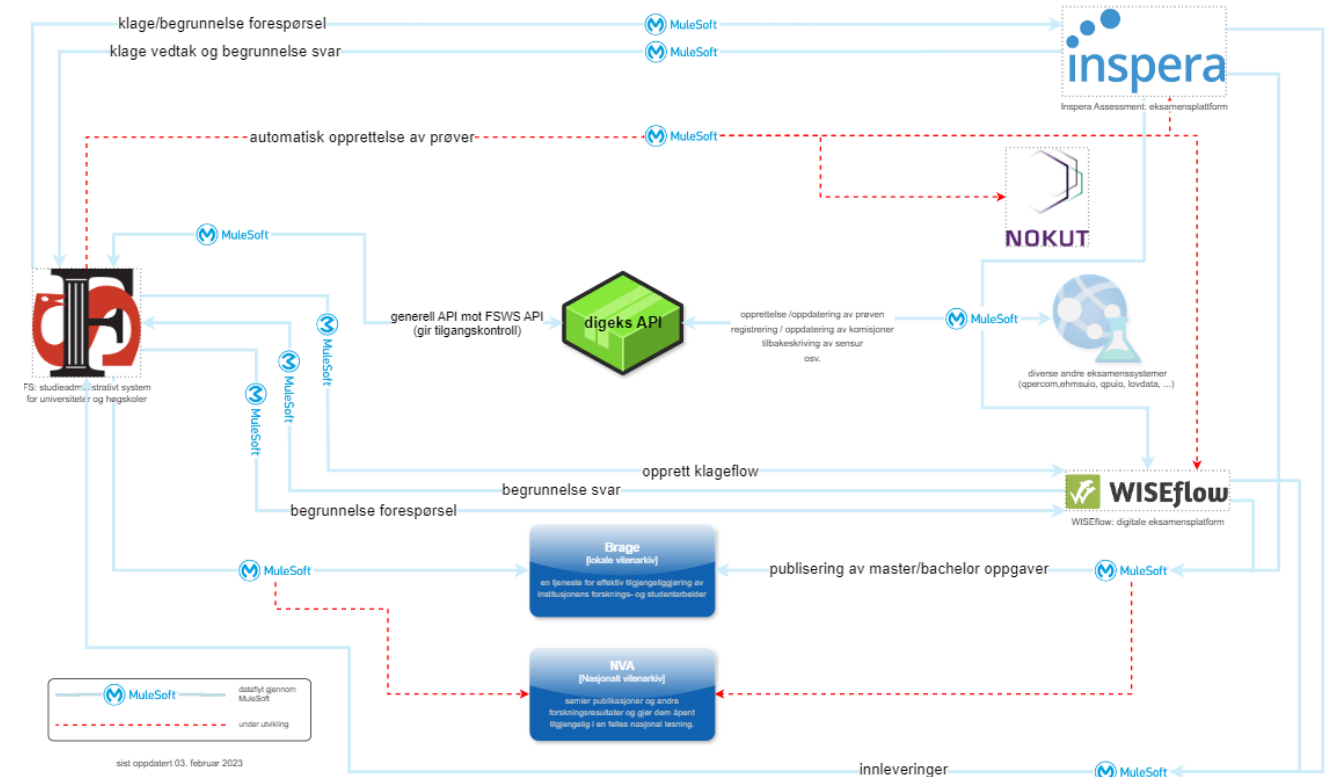 klage/begrunnelse forespørsel
MuleSoft
klage vedtak og begrunnelse svar
MuleSoft
inspera
Inspera Assessment: eksamensplattform
automatisk opprettelse av prøver
MuleSoft
NOKUT
MuleSoft
generell API mot FSWS API
(gir tilgangskontroll)
digeks API
opprettelse /oppdatering av prøven
registrering / oppdatering av komisjoner
tilbakeskriving av sensur
osv.
MuleSoft
diverse andre eksamenssystemer
(qpercom,ehmsuio, qpuio, lovdata, ...)
F
FS: studieadministrativt system
for universiteter og høgskoler
MuleSoft
MuleSoft
MuleSoft
opprett klageflow
begrunnelse svar
begrunnelse forespørsel
WISEflow
WISEflow: digitale eksamensplatform
Brage
[lokale vitenarkiv]
en tjeneste for effektiv tilgjengeliggjøring av
institusjonens forsknings- og studentarbeider
MuleSoft
publisering av master/bachelor oppgaver
MuleSoft
NVA
[Nasjonalt vitenarkiv]
samler publikasjoner og andre
forskningsresultater og gjør dem åpent
tilgjengelig i en felles nasjonal løsning.
MuleSoft
dataflyt gjennom
MuleSoft
under utvikling
sist oppdatert 03. februar 2023
innleveringer
MuleSoft